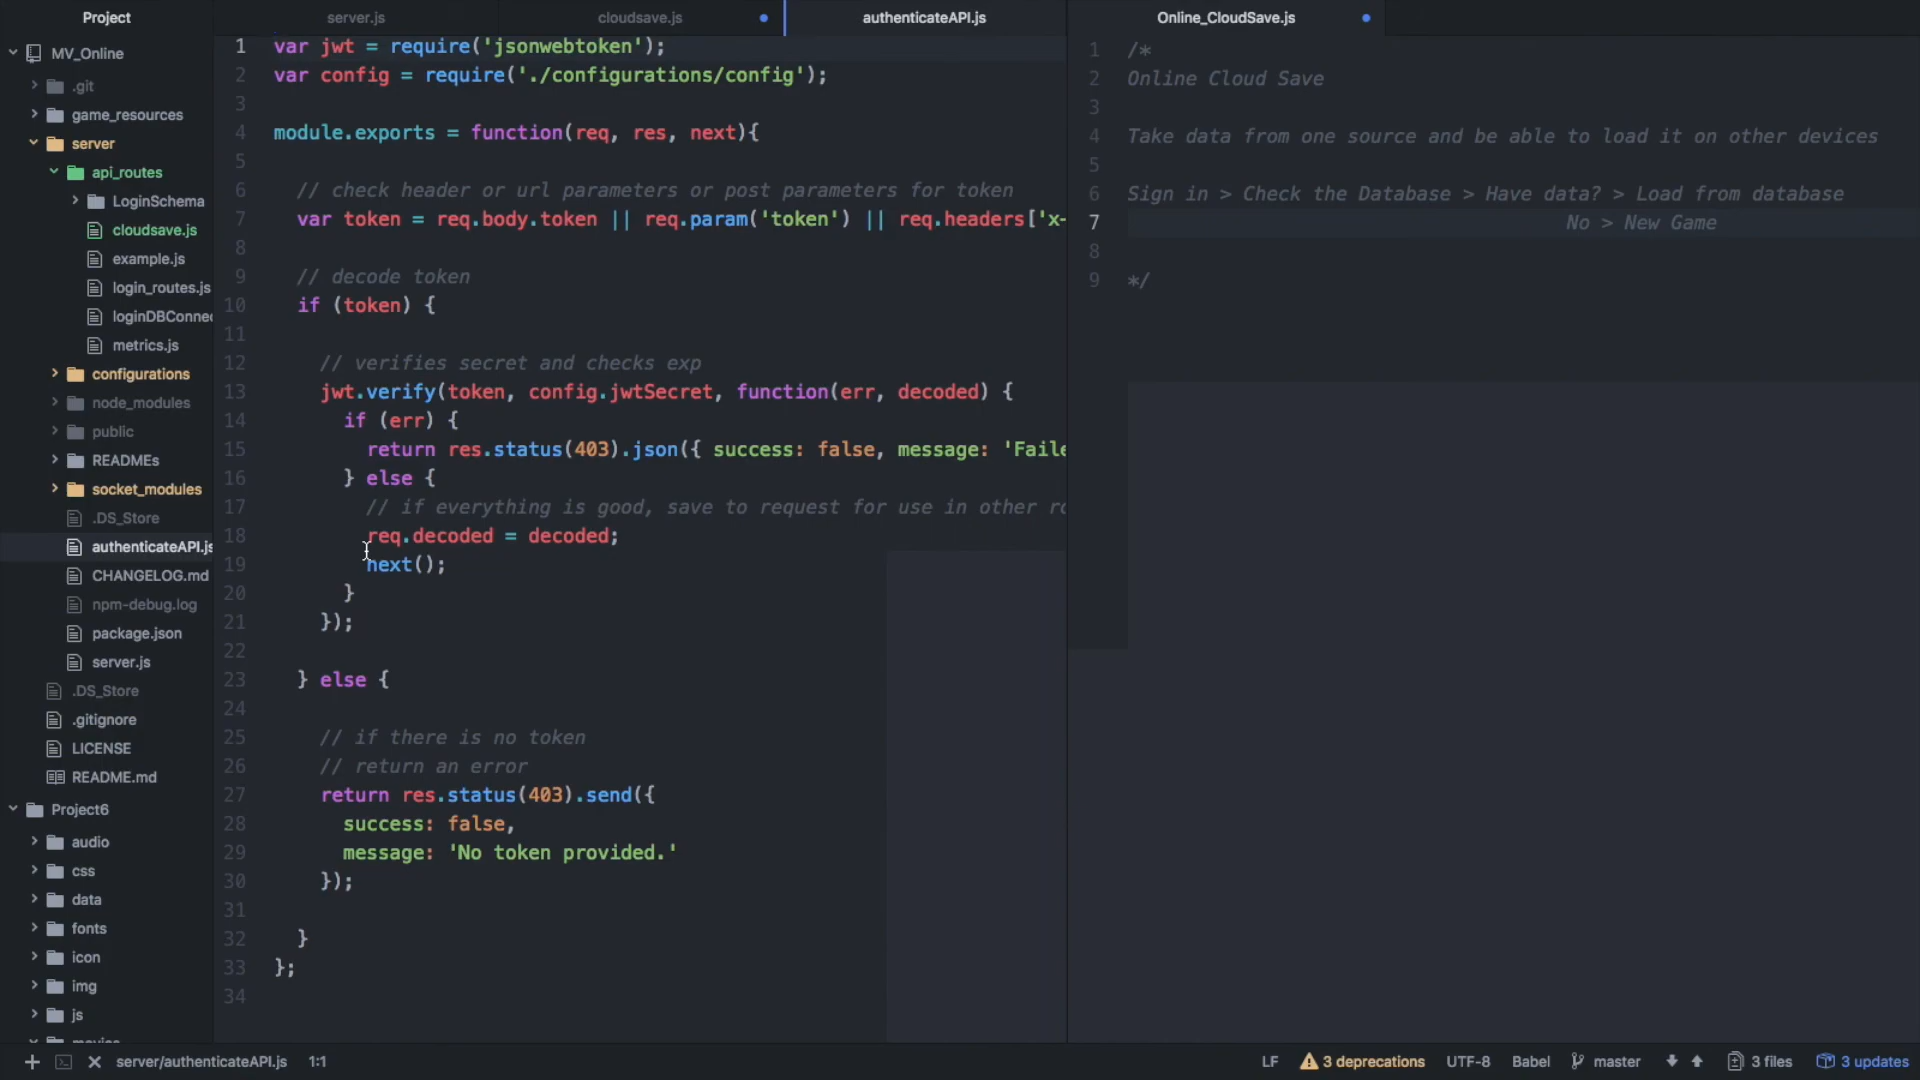 Project
MV_Online
.git
game_resources
server
api_routes
LoginSchema
cloudsave.js
example.js
login_routes.js
loginDBConnec
metrics.js
configurations
node_modules
public
READMEs
socket_modules
.DS_Store
authenticateAPI.js
CHANGELOG.md
npm-debug.log
package.json
server.js
.DS_Store
.gitignore
LICENSE
README.md
Project6
audio
css
data
fonts
icon
img
js
movies
server.js
cloudsave.js
authenticateAPI.js
1 var jwt = require('jsonwebtoken');
2 var config = require('./configurations/config');
3
4 module.exports = function(req, res, next){
5
6 // check header or url parameters or post parameters for token
7 var token = req.body.token || req.param('token') || req.headers['x-
8
9 // decode token
10 if (token) {
11
12 // verifies secret and checks exp
13 jwt.verify(token, config.jwtSecret, function(err, decoded) {
14 if (err) {
15 return res.status(403).json({ success: false, message: 'Faile
16 } else {
17 // if everything is good, save to request for use in other ro
18 req.decoded = decoded;
19 next();
20 }
21 });
22
23 } else {
24
25 // if there is no token
26 // return an error
27 return res.status(403).send({
28 success: false,
29 message: 'No token provided.'
30 });
31
32 }
33 };
34
Online_CloudSave.js
1 /*
2 Online Cloud Save
3
4 Take data from one source and be able to load it on other devices
5
6 Sign in > Check the Database > Have data? > Load from database
7 No > New Game
8
9 */
server/authenticateAPI.js 1:1
LF 3 deprecations UTF-8 Babel master 3 files 3 updates